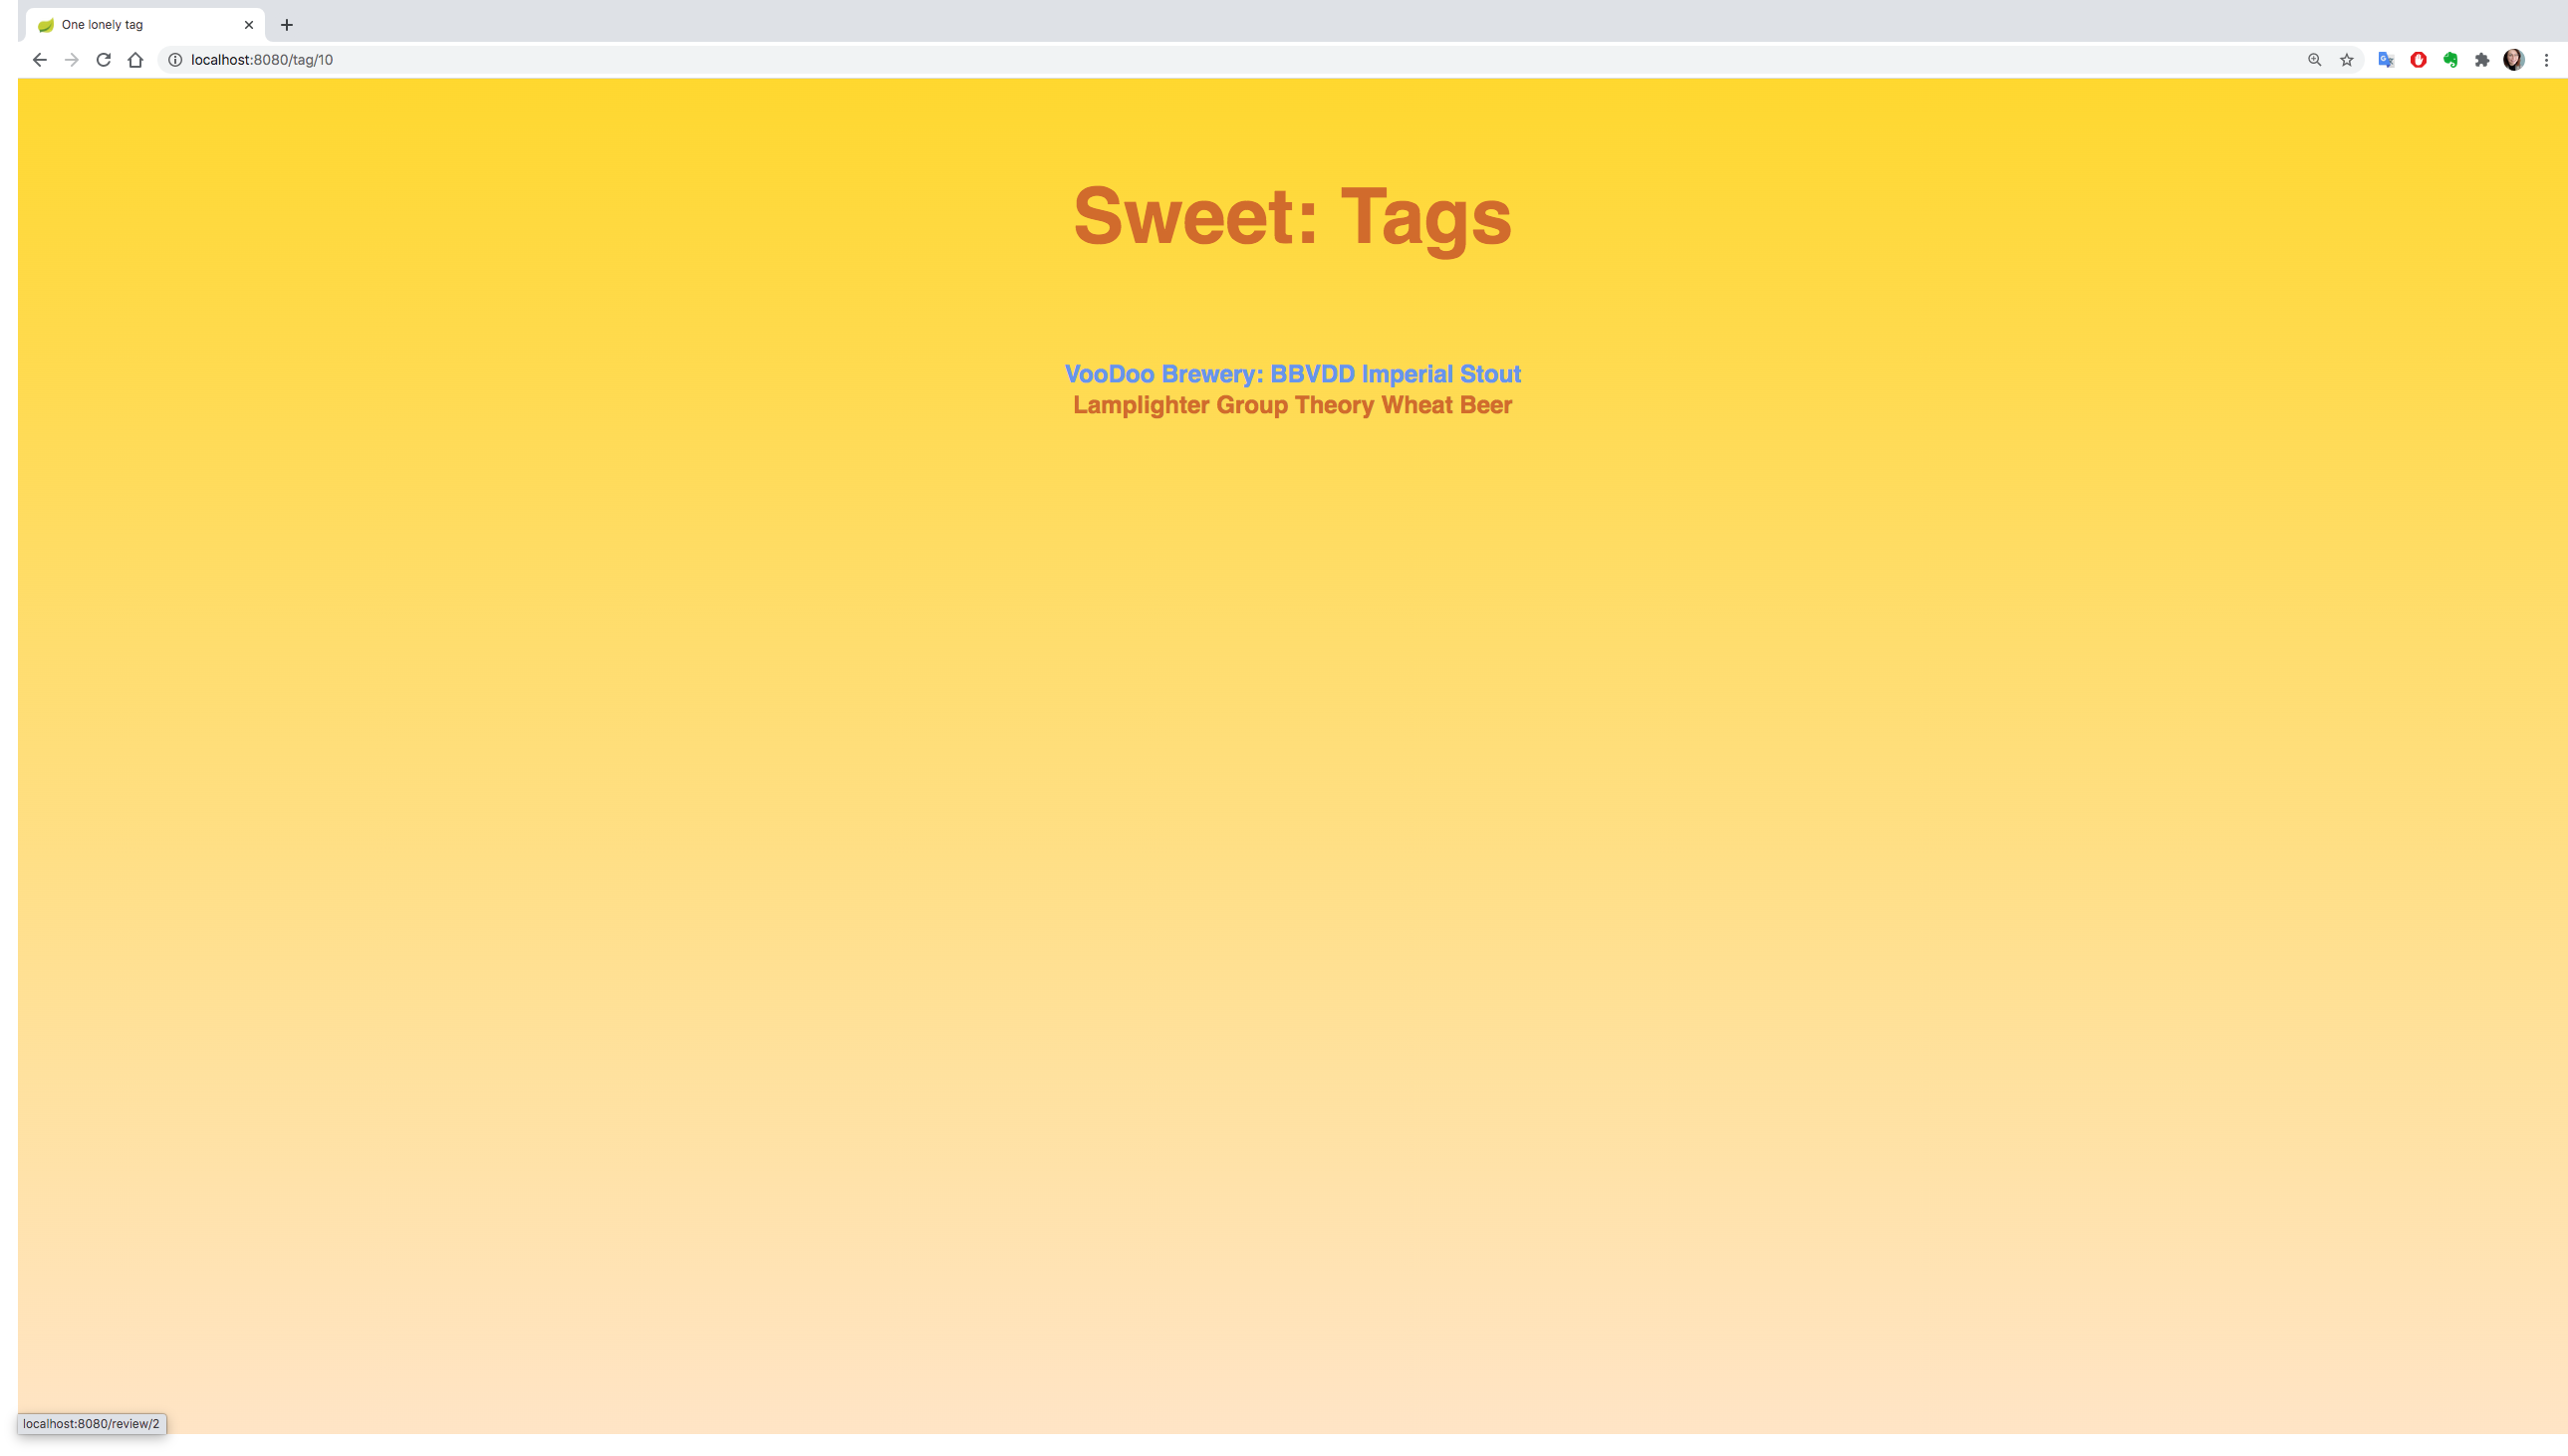 One lonely tag
localhost:8080/tag/10
Sweet: Tags
VooDoo Brewery: BBVDD Imperial Stout
Lamplighter Group Theory Wheat Beer
localhost:8080/review/2